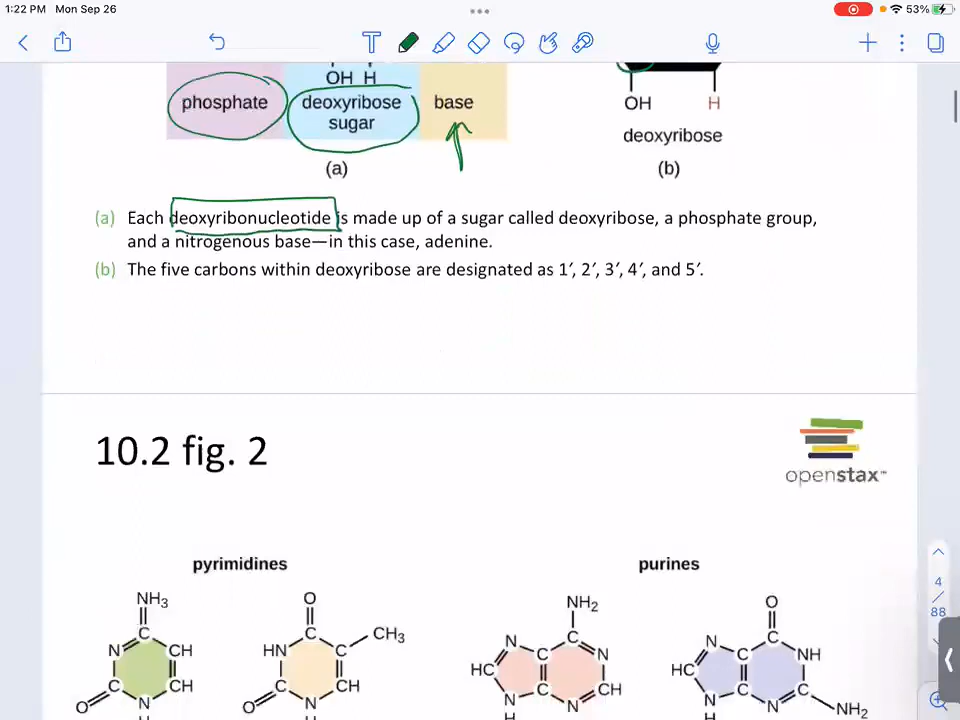 1:22 PM Mon Sep 26
53%
T
OH H
phosphate
deoxyribose
sugar
base
(a)
OH H
deoxyribose
(b)
(a) Each deoxyribonucleotide is made up of a sugar called deoxyribose, a phosphate group,
and a nitrogenous base—in this case, adenine.
(b) The five carbons within deoxyribose are designated as 1′, 2′, 3′, 4′, and 5′.
10.2 fig. 2
openstax™
4
/
88
pyrimidines
purines
NH3
C
N
CH
C
CH
O
N
H
O
C
CH3
HN
C
C
CH
O
N
H
NH2
C
N
C
N
HC
C
CH
N
N
H
O
C
N
C
NH
HC
C
C
N
N
NH2
H